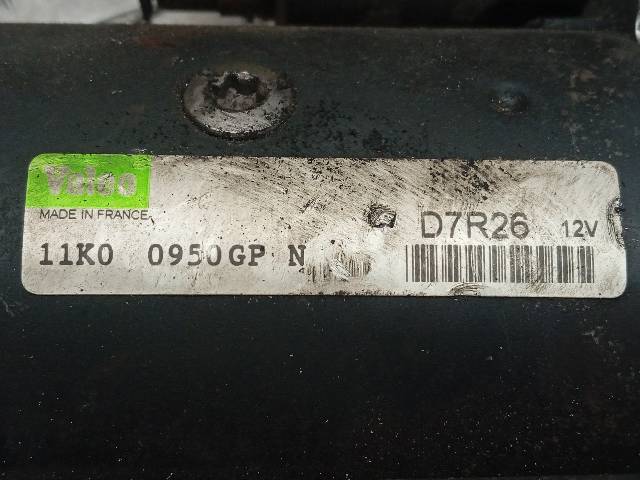 Valeo
MADE IN FRANCE
11K0 0950GP N
D7R26 12V